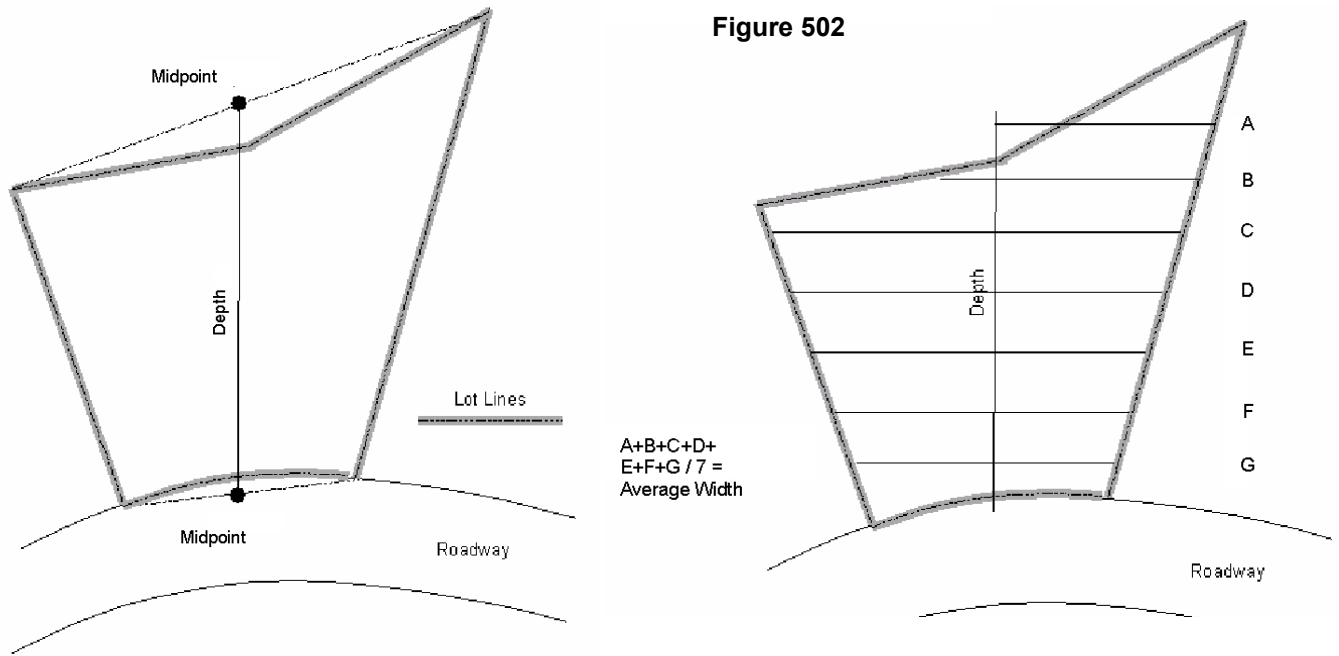 Figure 502
Midpoint
Depth
Lot Lines
Midpoint
Roadway
A
B
C
D
E
F
G
Depth
A+B+C+D+
E+F+G / 7 =
Average Width
Roadway